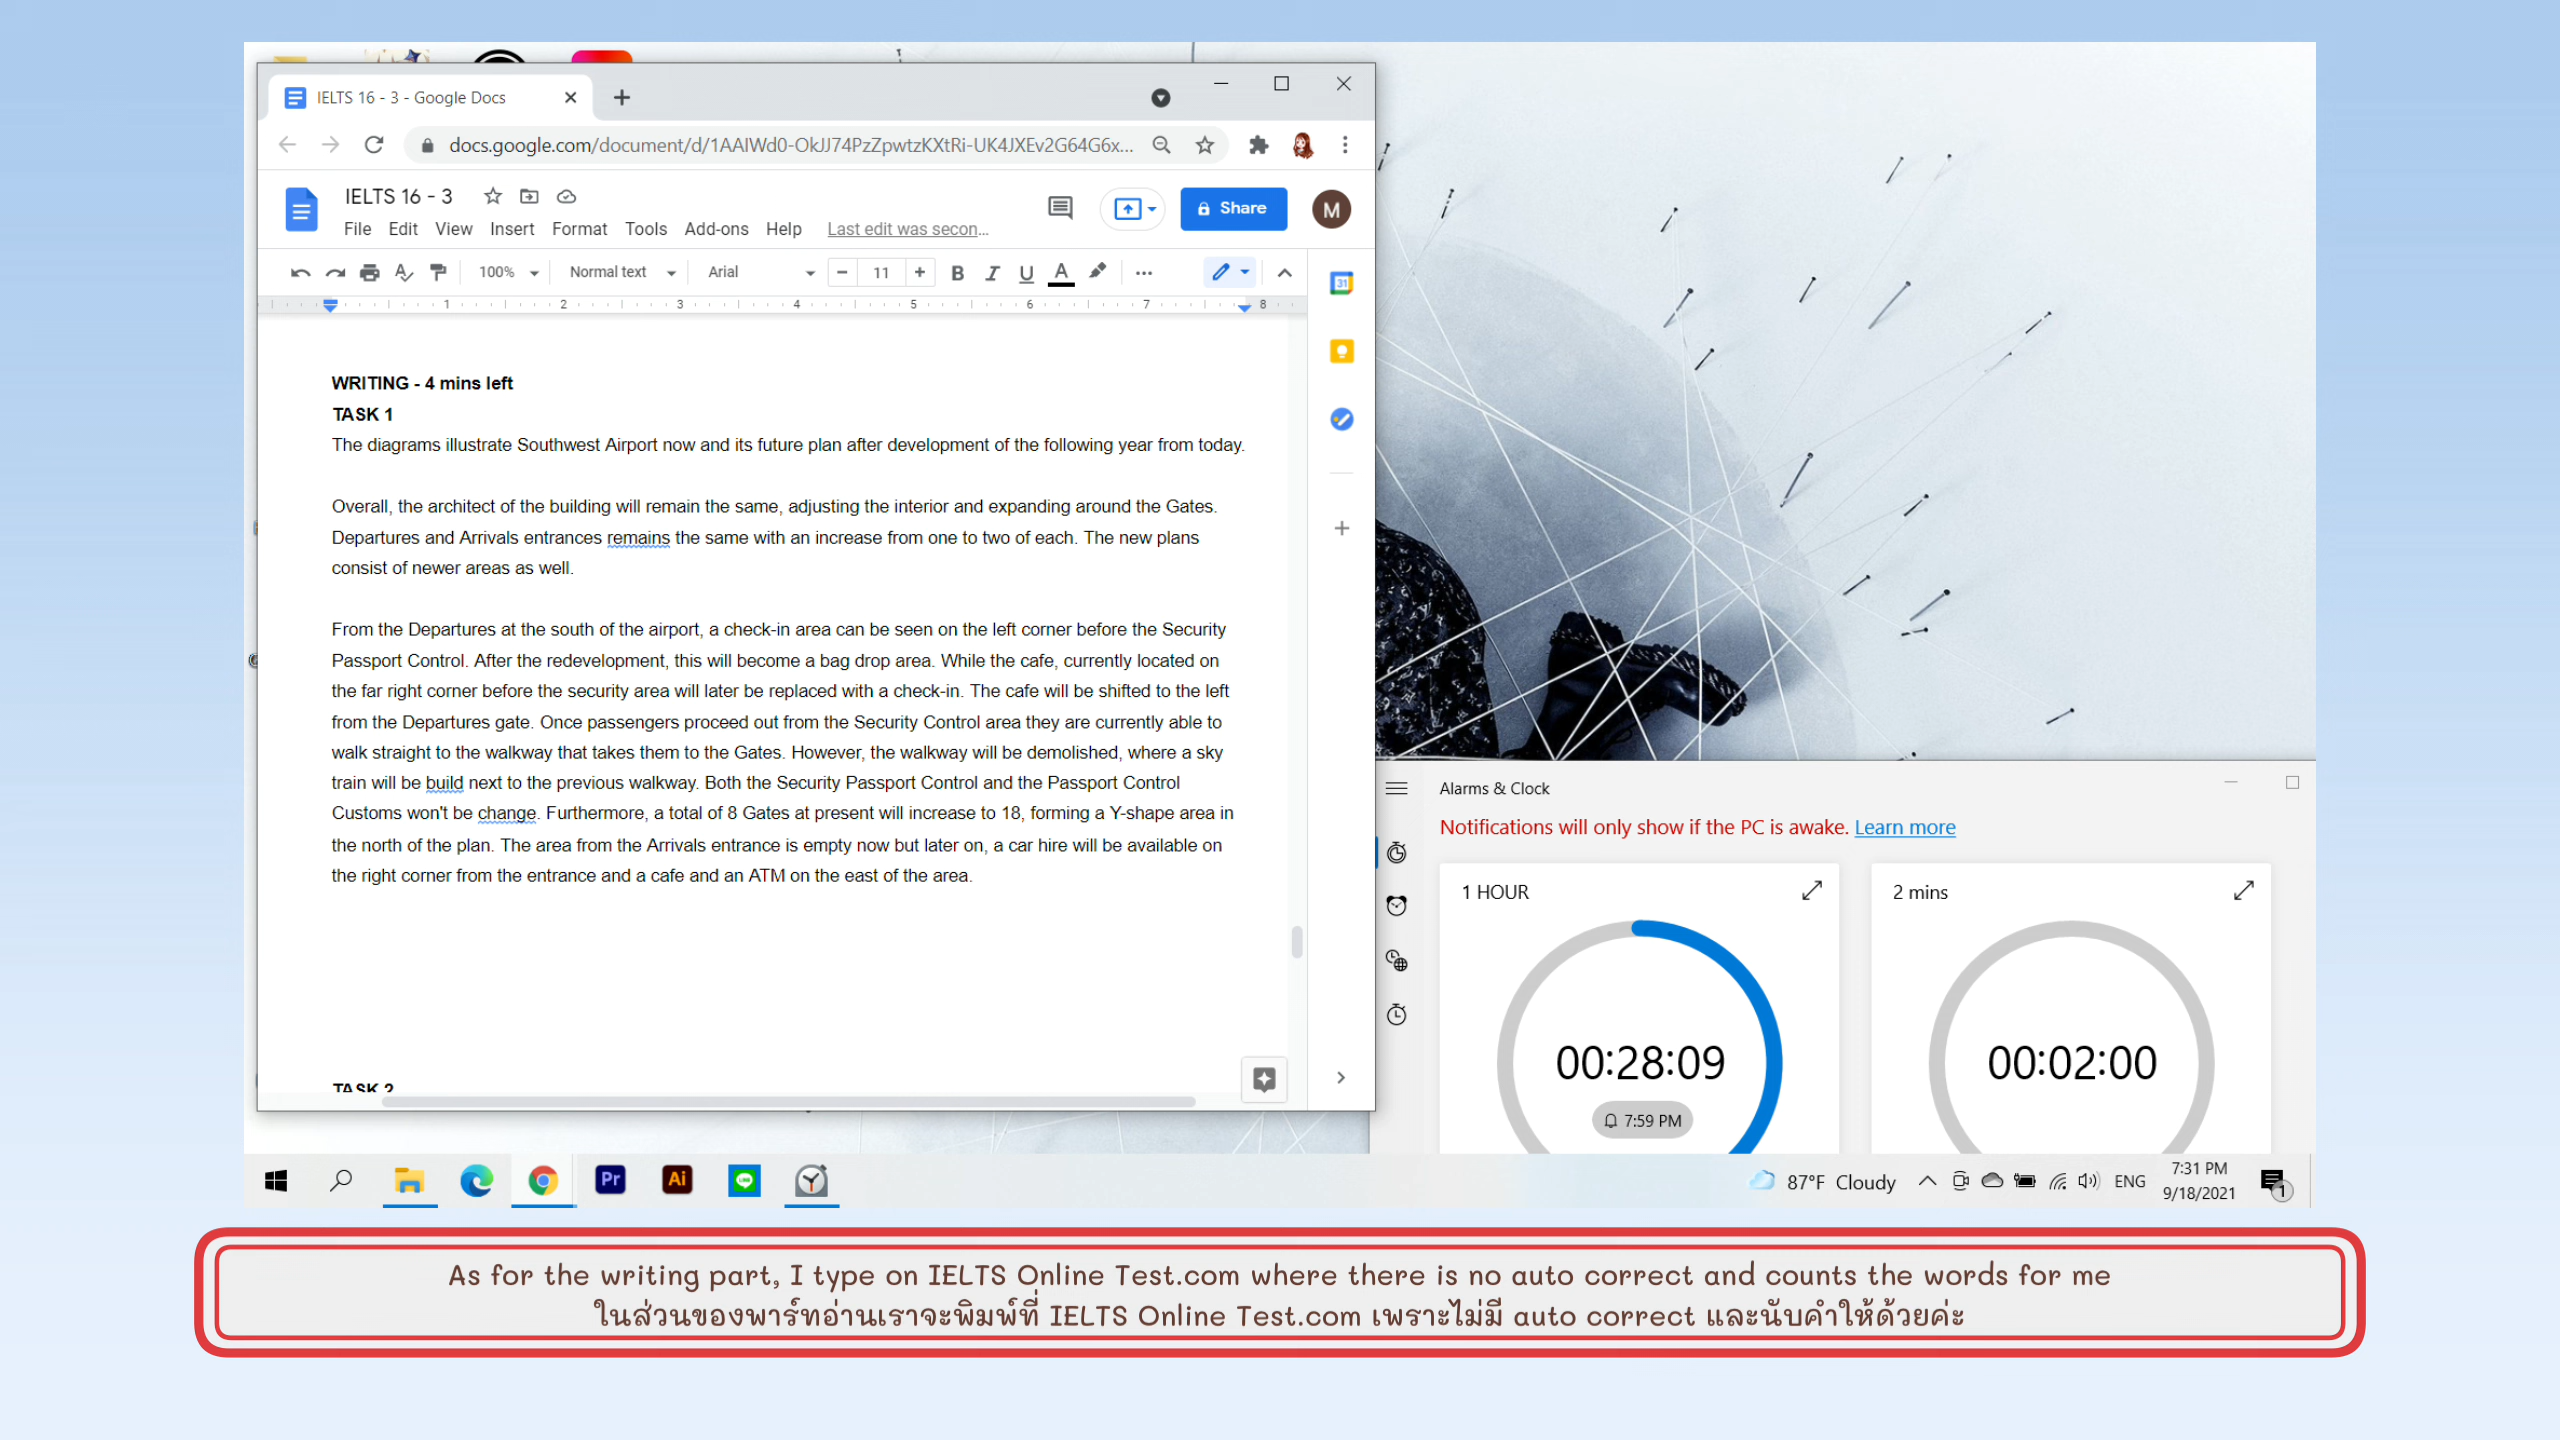 IELTS 16 - 3 - Google Docs
docs.google.com/document/d/1AAIWd0-OkJJ74PzZpwtzKXtRi-UK4JXEv2G64G6x...
IELTS 16 - 3
Share
M
File Edit View Insert Format Tools Add-ons Help Last edit was secon...
100% Normal text Arial 11 B I U A
1 2 3 4 5 6 7 8
31
WRITING - 4 mins left
TASK 1
The diagrams illustrate Southwest Airport now and its future plan after development of the following year from today.
Overall, the architect of the building will remain the same, adjusting the interior and expanding around the Gates.
Departures and Arrivals entrances remains the same with an increase from one to two of each. The new plans
consist of newer areas as well.
From the Departures at the south of the airport, a check-in area can be seen on the left corner before the Security
Passport Control. After the redevelopment, this will become a bag drop area. While the cafe, currently located on
the far right corner before the security area will later be replaced with a check-in. The cafe will be shifted to the left
from the Departures gate. Once passengers proceed out from the Security Control area they are currently able to
walk straight to the walkway that takes them to the Gates. However, the walkway will be demolished, where a sky
train will be build next to the previous walkway. Both the Security Passport Control and the Passport Control
Customs won't be change. Furthermore, a total of 8 Gates at present will increase to 18, forming a Y-shape area in
the north of the plan. The area from the Arrivals entrance is empty now but later on, a car hire will be available on
the right corner from the entrance and a cafe and an ATM on the east of the area.
TASK 2
Alarms & Clock
Notifications will only show if the PC is awake. Learn more
1 HOUR
00:28:09
7:59 PM
2 mins
00:02:00
Pr Ai
87°F Cloudy ENG
7:31 PM
9/18/2021
1
As for the writing part, I type on IELTS Online Test.com where there is no auto correct and counts the words for me
ในส่วนของพาร์ทอ่านเราจะพิมพ์ที่ IELTS Online Test.com เพราะไม่มี auto correct และนับคำให้ด้วยค่ะ